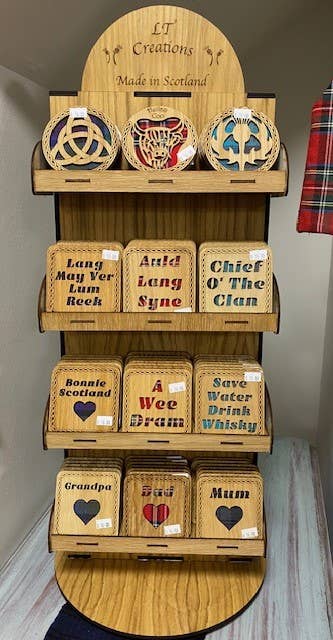 LT
Creations
Made in Scotland
Lang
May Yer
Lum
Reek
Auld
Lang
Syne
Chief
O' The
Clan
Bonnie
Scotland
A
Wee
Dram
Save
Water
Drink
Whisky
Grandpa
Dad
Mum